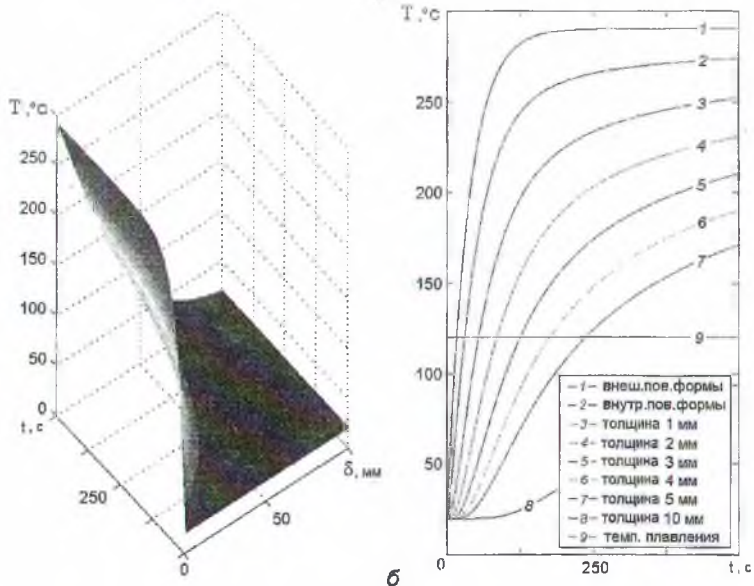 T,°C
250
200
150
100
50
0
t,c
250
0
50
δ, мм
T,°C
250
200
150
100
50
0
250
t,c
1
2
3
4
5
6
7
9
8
–1– внеш.пов.формы
–2– внутр.пов.формы
–3– толщина 1 мм
–4– толщина 2 мм
–5– толщина 3 мм
–6– толщина 4 мм
–7– толщина 5 мм
–8– толщина 10 мм
–9– темп. плавления
б